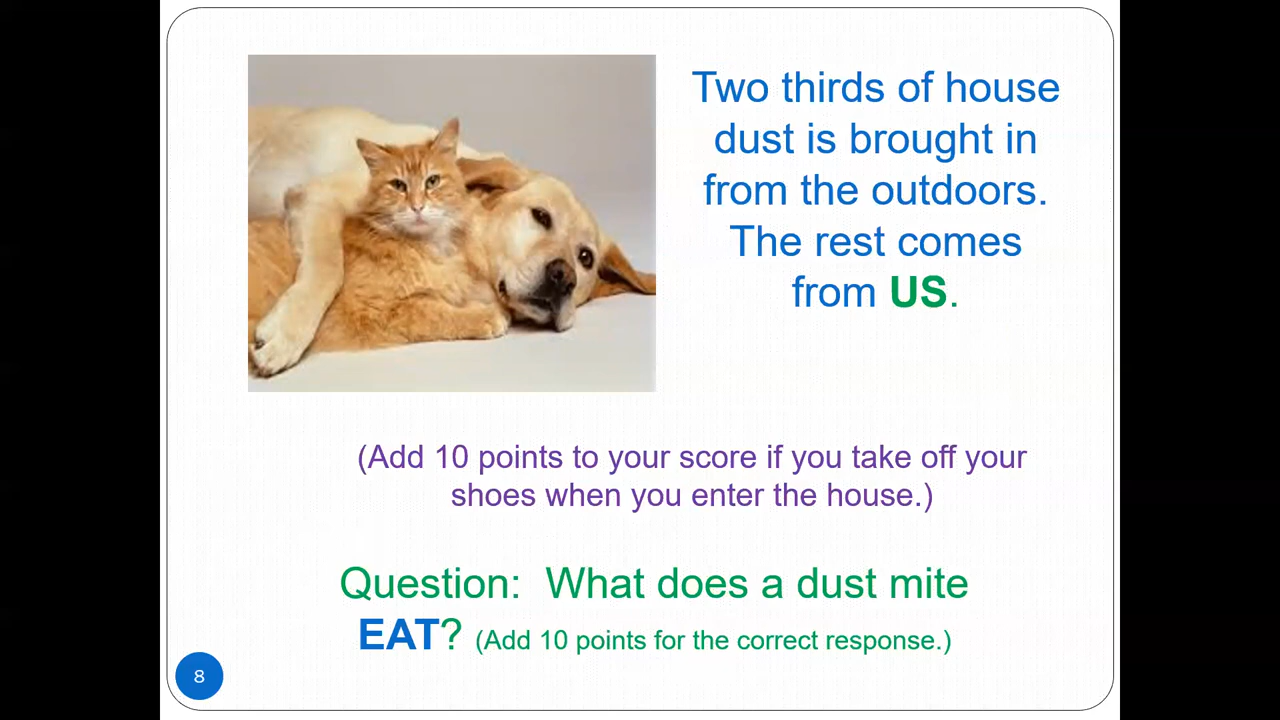 Two thirds of house
dust is brought in
from the outdoors.
The rest comes
from US.
(Add 10 points to your score if you take off your
shoes when you enter the house.)
Question:  What does a dust mite
EAT? (Add 10 points for the correct response.)
8